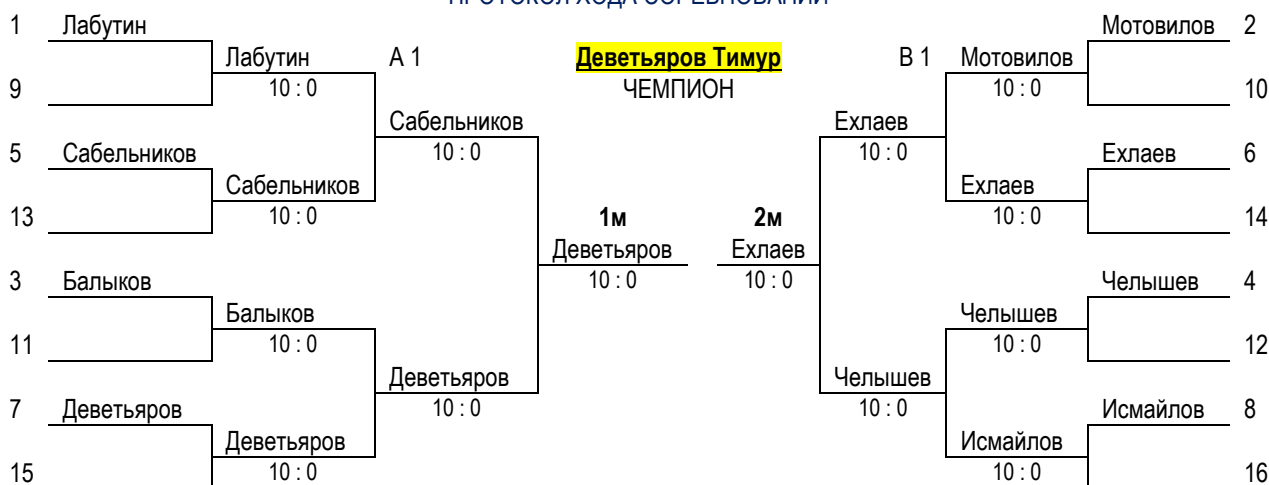 ПРОТОКОЛ ХОДА СОРЕВНОВАНИЙ
1 Лабутин Мотовилов 2
Лабутин А 1 Деветьяров Тимур В 1 Мотовилов
9 10 : 0 ЧЕМПИОН 10 : 0 10
Сабельников Ехлаев
5 Сабельников 10 : 0 10 : 0 Ехлаев 6
Сабельников Ехлаев
13 10 : 0 1м 2м 10 : 0 14
Деветьяров Ехлаев
3 Балыков 10 : 0 10 : 0 Челышев 4
Балыков Челышев
11 10 : 0 10 : 0 12
Деветьяров Челышев
7 Деветьяров 10 : 0 10 : 0 Исмайлов 8
Деветьяров Исмайлов
15 10 : 0 10 : 0 16